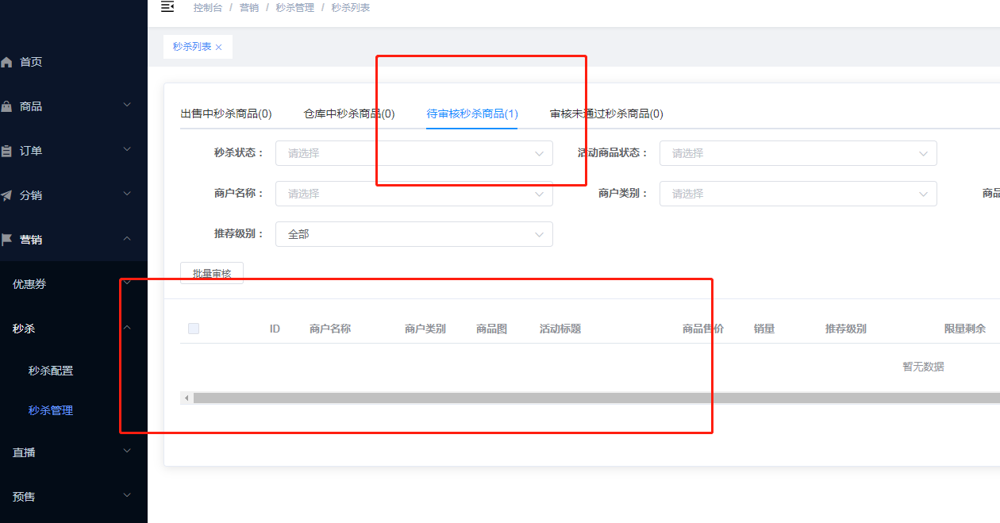 控制台 / 营销 / 秒杀管理 / 秒杀列表
秒杀列表 ×
首页
商品
订单
分销
营销
优惠券
秒杀
秒杀配置
秒杀管理
直播
预售
出售中秒杀商品(0) 仓库中秒杀商品(0) 待审核秒杀商品(1) 审核未通过秒杀商品(0)
秒杀状态： 请选择 活动商品状态： 请选择
商户名称： 请选择 商户类别： 请选择 商品
推荐级别： 全部
批量审核
ID 商户名称 商户类别 商品图 活动标题 商品售价 销量 推荐级别 限量剩余
暂无数据